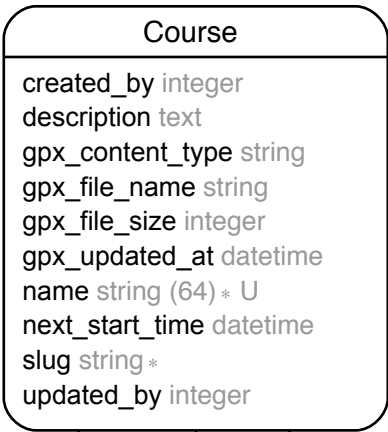 Course
created_by integer
description text
gpx_content_type string
gpx_file_name string
gpx_file_size integer
gpx_updated_at datetime
name string (64) ∗ U
next_start_time datetime
slug string ∗
updated_by integer